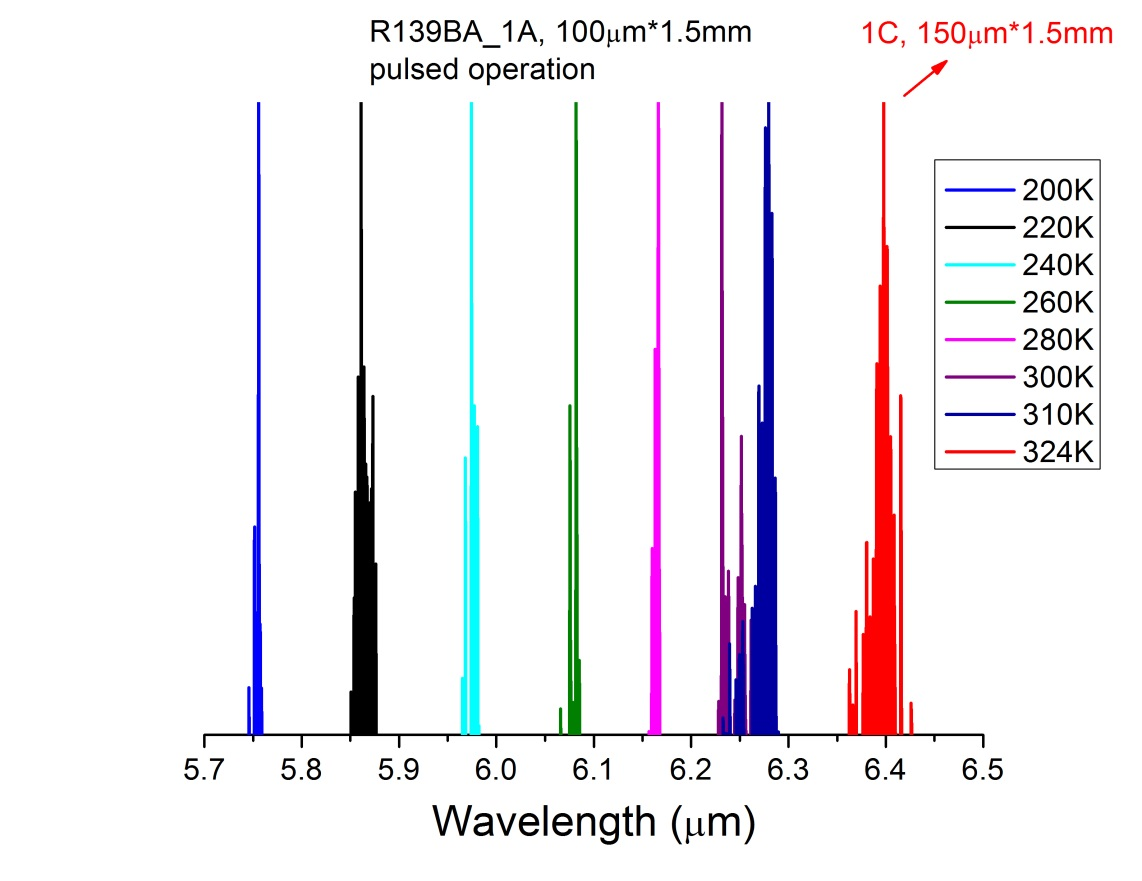 R139BA_1A, 100μm*1.5mm
pulsed operation
1C, 150μm*1.5mm
200K
220K
240K
260K
280K
300K
310K
324K
5.7 5.8 5.9 6.0 6.1 6.2 6.3 6.4 6.5
Wavelength (μm)